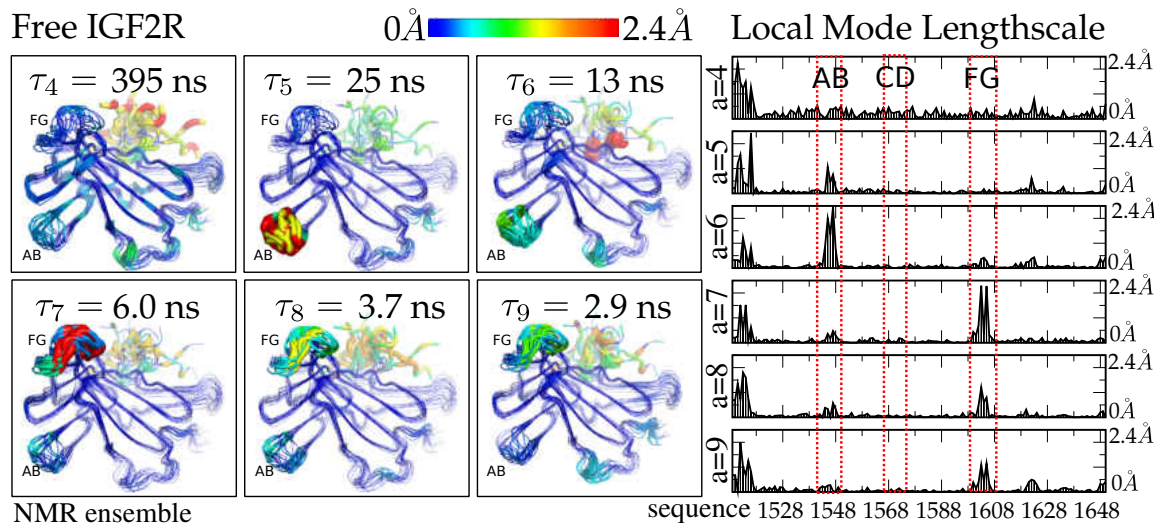 Free IGF2R
0Å 2.4Å
Local Mode Lengthscale
τ4 = 395 ns
FG
AB
τ5 = 25 ns
FG
AB
τ6 = 13 ns
FG
AB
τ7 = 6.0 ns
FG
AB
τ8 = 3.7 ns
FG
AB
τ9 = 2.9 ns
FG
AB
NMR ensemble
AB CD FG
a=4
2.4Å
0Å
a=5
2.4Å
0Å
a=6
2.4Å
0Å
a=7
2.4Å
0Å
a=8
2.4Å
0Å
a=9
2.4Å
0Å
sequence 1528 1548 1568 1588 1608 1628 1648